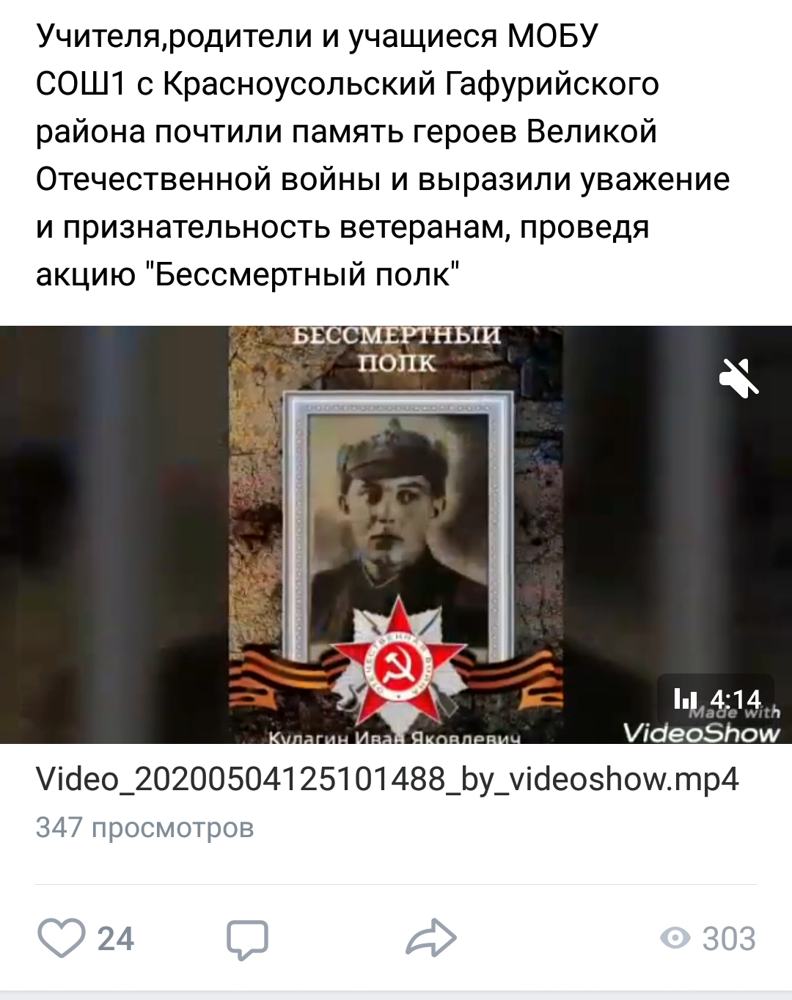 Учителя,родители и учащиеся МОБУ
СОШ1 с Красноусольский Гафурийского
района почтили память героев Великой
Отечественной войны и выразили уважение
и признательность ветеранам, проведя
акцию "Бессмертный полк"
БЕССМЕРТНЫЙ
ПОЛК
ОТЕЧЕСТВЕННАЯ ВОЙНА
Кулагин Иван Яковлевич
4:14
Made with
VideoShow
Video_20200504125101488_by_videoshow.mp4
347 просмотров
24
303